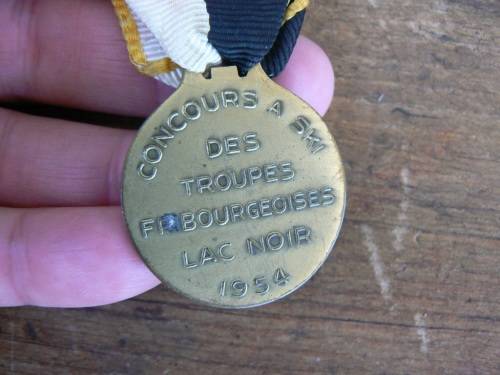 CONCOURS A SKI
DES
TROUPES
FRIBOURGEOISES
LAC NOIR
1954